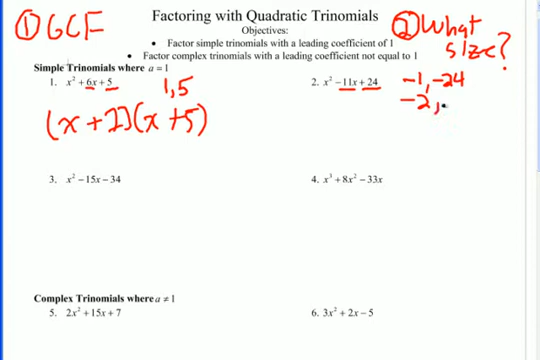 ① GCF
Factoring with Quadratic Trinomials
② What size?
Objectives:
• Factor simple trinomials with a leading coefficient of 1
• Factor complex trinomials with a leading coefficient not equal to 1
Simple Trinomials where a = 1
1. x² + 6x + 5
1, 5
(x + 1)(x + 5)
2. x² − 11x + 24
−1, −24
−2,
3. x² − 15x − 34
4. x³ + 8x² − 33x
Complex Trinomials where a ≠ 1
5. 2x² + 15x + 7
6. 3x² + 2x − 5